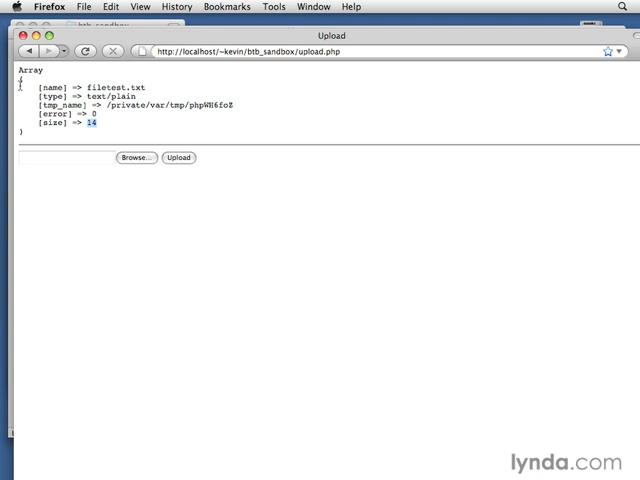 Firefox File Edit View History Bookmarks Tools Window Help
btb_sandbox
Upload
http://localhost/~kevin/btb_sandbox/upload.php
Array
(
[name] => filetest.txt
[type] => text/plain
[tmp_name] => /private/var/tmp/phpWH6foZ
[error] => 0
[size] => 14
)
Browse... Upload
lynda.com